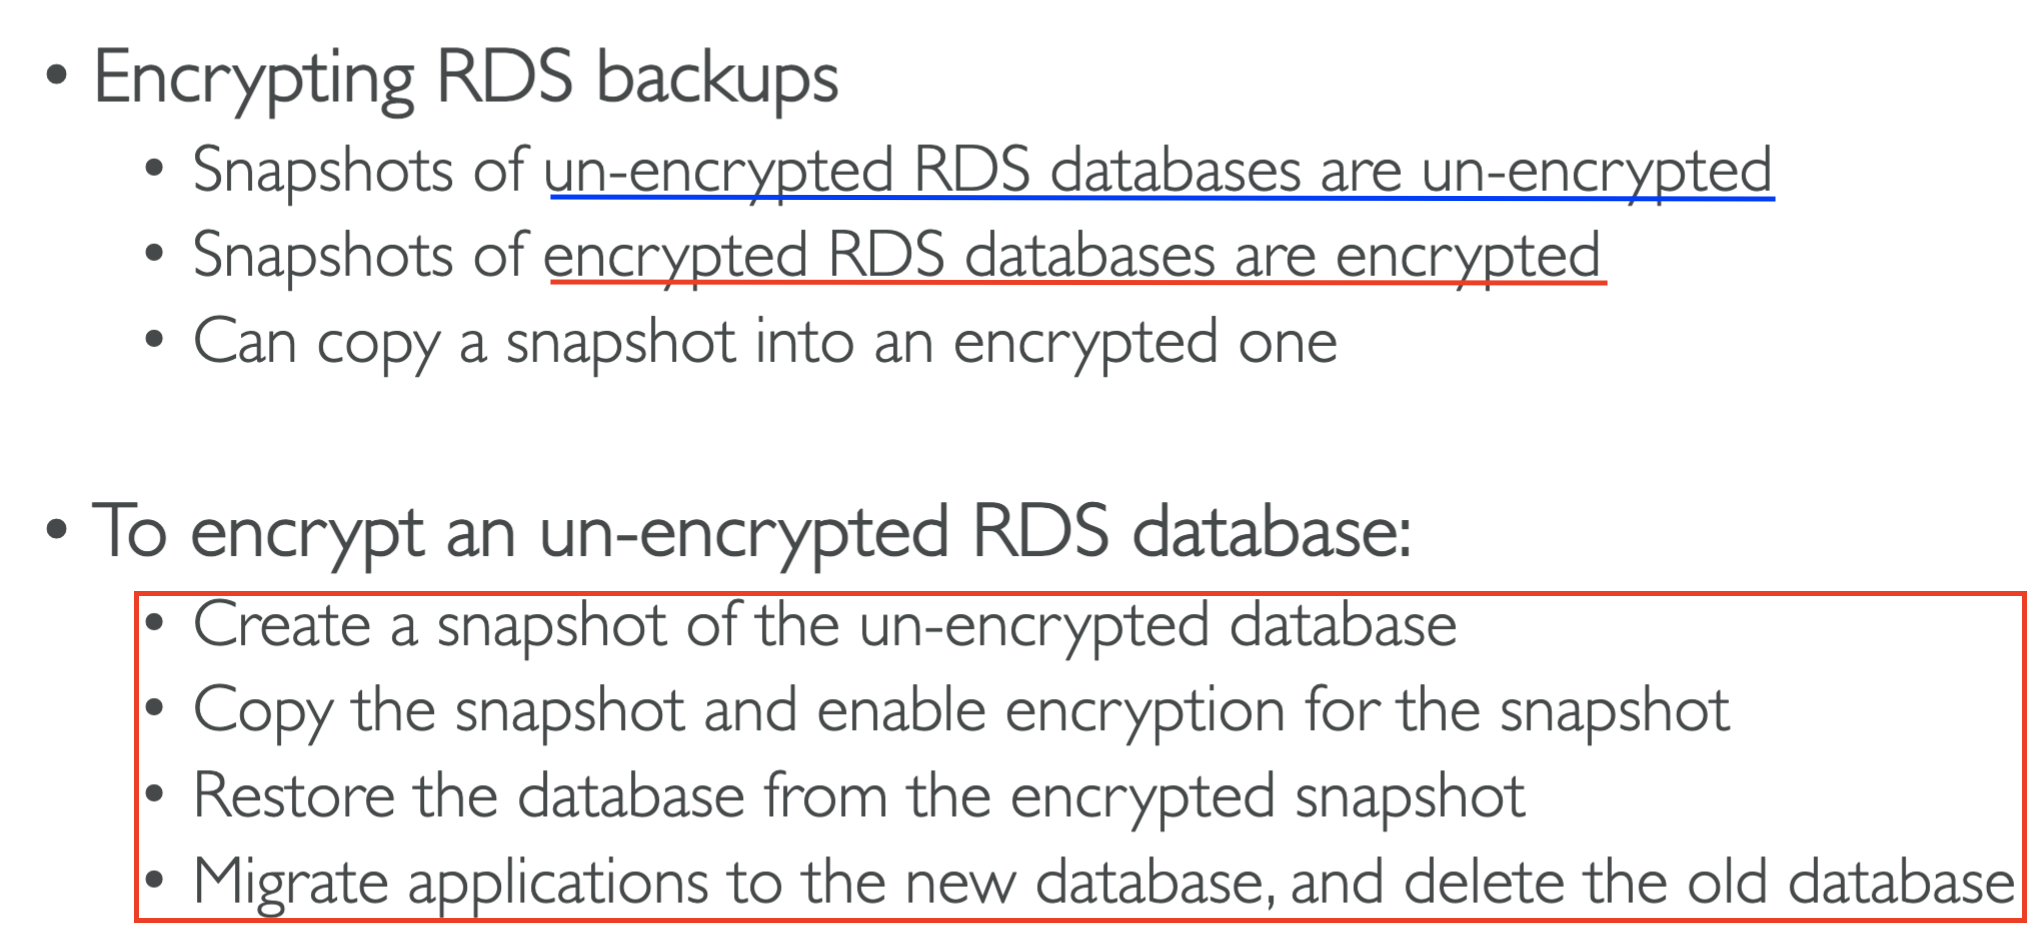 • Encrypting RDS backups
• Snapshots of un-encrypted RDS databases are un-encrypted
• Snapshots of encrypted RDS databases are encrypted
• Can copy a snapshot into an encrypted one
• To encrypt an un-encrypted RDS database:
• Create a snapshot of the un-encrypted database
• Copy the snapshot and enable encryption for the snapshot
• Restore the database from the encrypted snapshot
• Migrate applications to the new database, and delete the old database